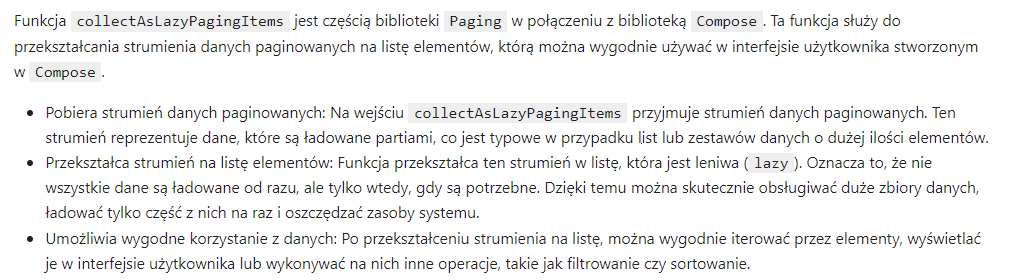 Funkcja collectAsLazyPagingItems jest częścią biblioteki Paging w połączeniu z biblioteką Compose. Ta funkcja służy do
przekształcania strumienia danych paginowanych na listę elementów, którą można wygodnie używać w interfejsie użytkownika stworzonym
w Compose.
• Pobiera strumień danych paginowanych: Na wejściu collectAsLazyPagingItems przyjmuje strumień danych paginowanych. Ten
strumień reprezentuje dane, które są ładowane partiami, co jest typowe w przypadku list lub zestawów danych o dużej ilości elementów.
• Przekształca strumień na listę elementów: Funkcja przekształca ten strumień w listę, która jest leniwa (lazy). Oznacza to, że nie
wszystkie dane są ładowane od razu, ale tylko wtedy, gdy są potrzebne. Dzięki temu można skutecznie obsługiwać duże zbiory danych,
ładować tylko część z nich na raz i oszczędzać zasoby systemu.
• Umożliwia wygodne korzystanie z danych: Po przekształceniu strumienia na listę, można wygodnie iterować przez elementy, wyświetlać
je w interfejsie użytkownika lub wykonywać na nich inne operacje, takie jak filtrowanie czy sortowanie.